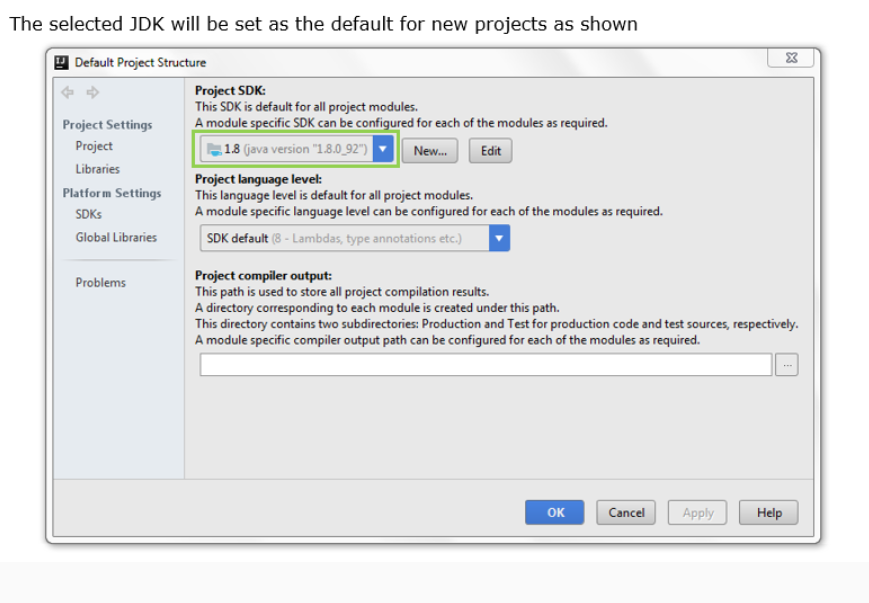 The selected JDK will be set as the default for new projects as shown
Default Project Structure
Project Settings
Project
Libraries
Platform Settings
SDKs
Global Libraries
Problems
Project SDK:
This SDK is default for all project modules.
A module specific SDK can be configured for each of the modules as required.
1.8 (java version "1.8.0_92")
New...
Edit
Project language level:
This language level is default for all project modules.
A module specific language level can be configured for each of the modules as required.
SDK default (8 - Lambdas, type annotations etc.)
Project compiler output:
This path is used to store all project compilation results.
A directory corresponding to each module is created under this path.
This directory contains two subdirectories: Production and Test for production code and test sources, respectively.
A module specific compiler output path can be configured for each of the modules as required.
...
OK
Cancel
Apply
Help